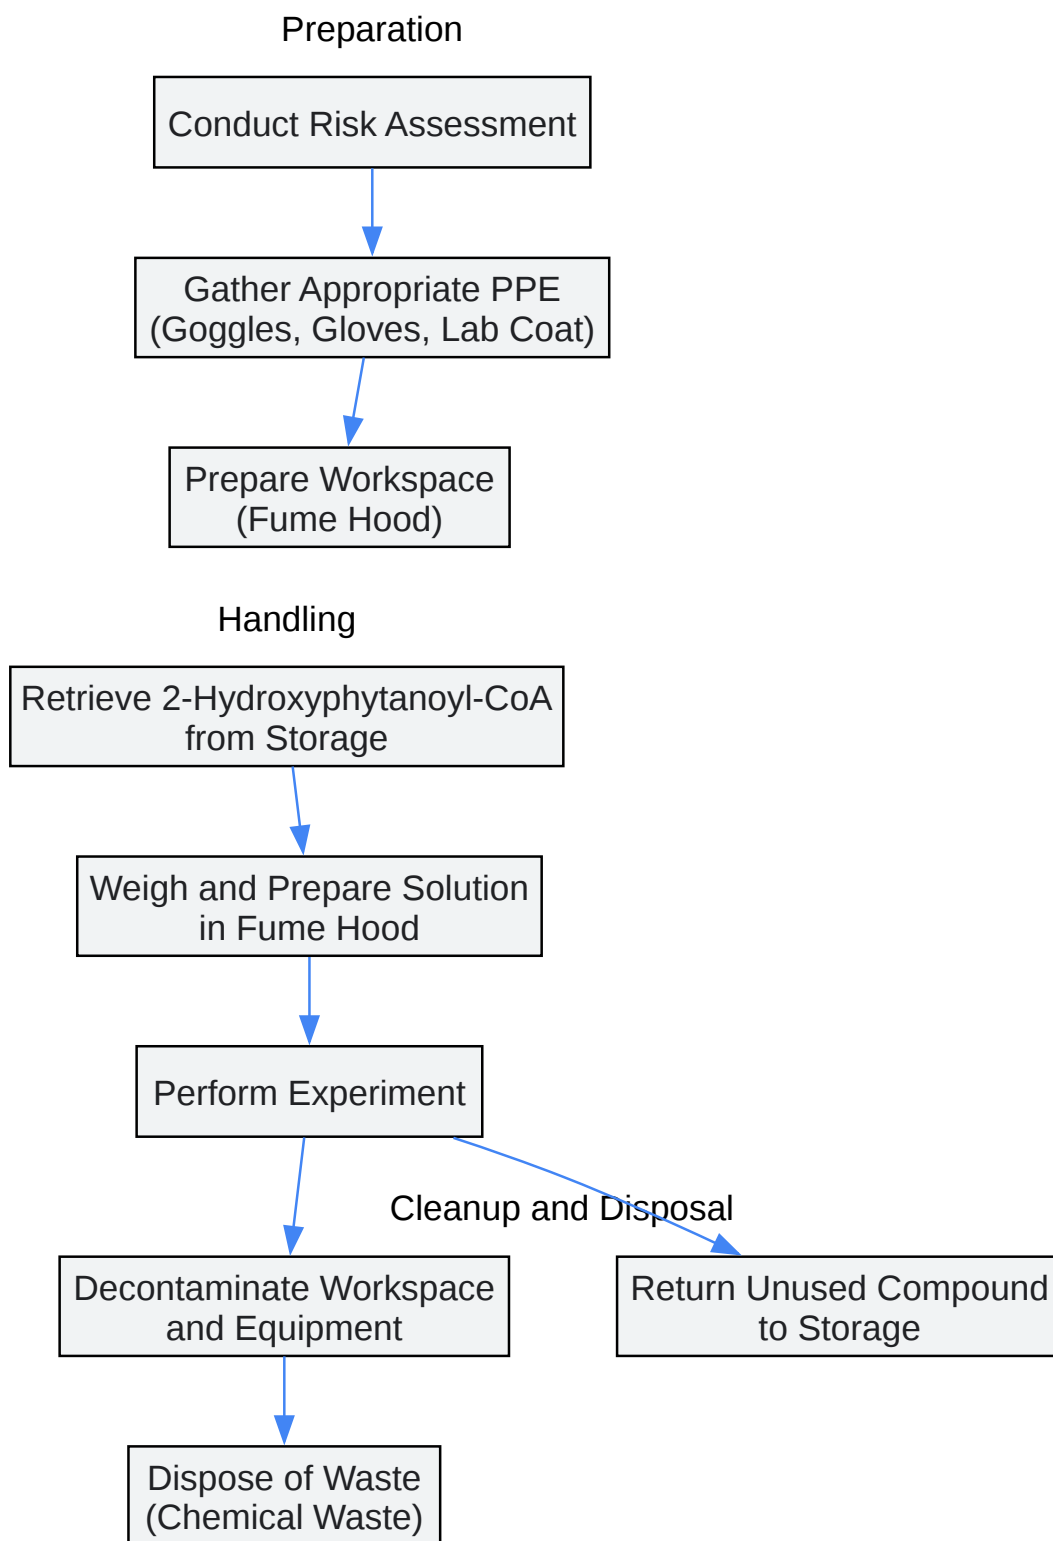 Preparation
Conduct Risk Assessment
Gather Appropriate PPE
(Goggles, Gloves, Lab Coat)
Prepare Workspace
(Fume Hood)
Handling
Retrieve 2-Hydroxyphytanoyl-CoA
from Storage
Weigh and Prepare Solution
in Fume Hood
Perform Experiment
Cleanup and Disposal
Decontaminate Workspace
and Equipment
Return Unused Compound
to Storage
Dispose of Waste
(Chemical Waste)